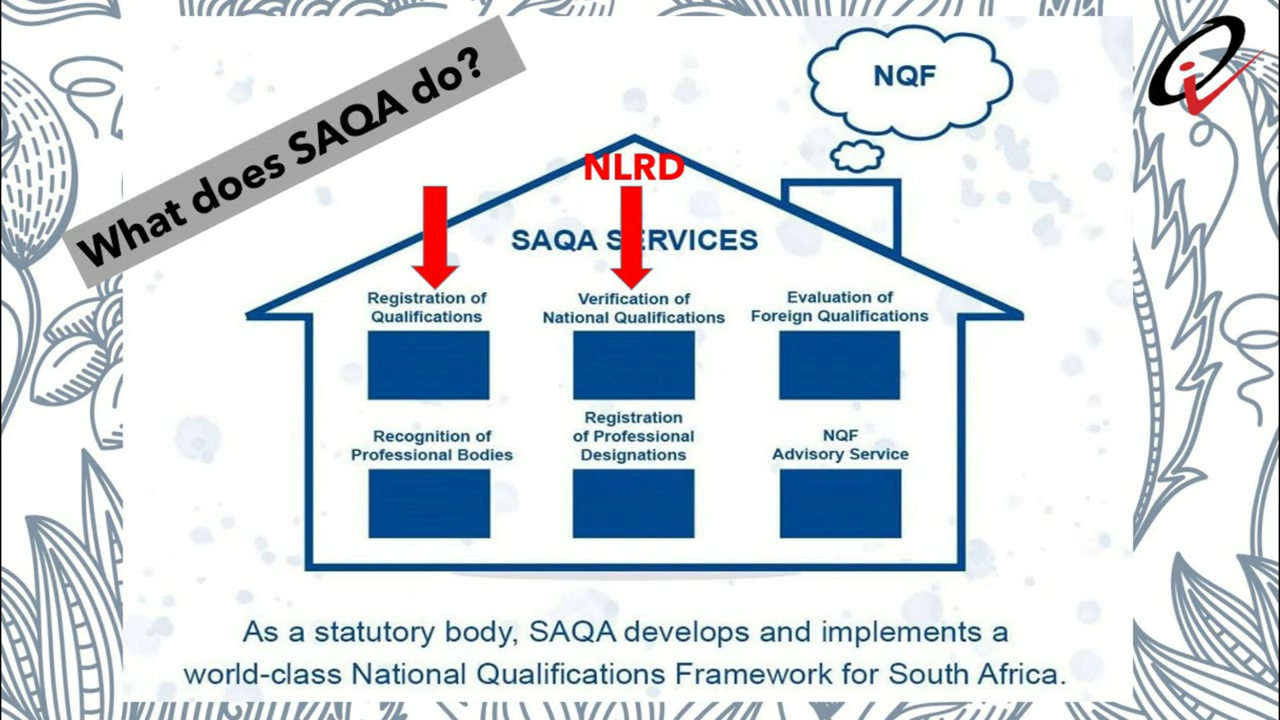 What does SAQA do?
NQF
NLRD
SAQA SERVICES
Registration of
Qualifications
Verification of
National Qualifications
Evaluation of
Foreign Qualifications
Recognition of
Professional Bodies
Registration
of Professional
Designations
NQF
Advisory Service
As a statutory body, SAQA develops and implements a
world-class National Qualifications Framework for South Africa.